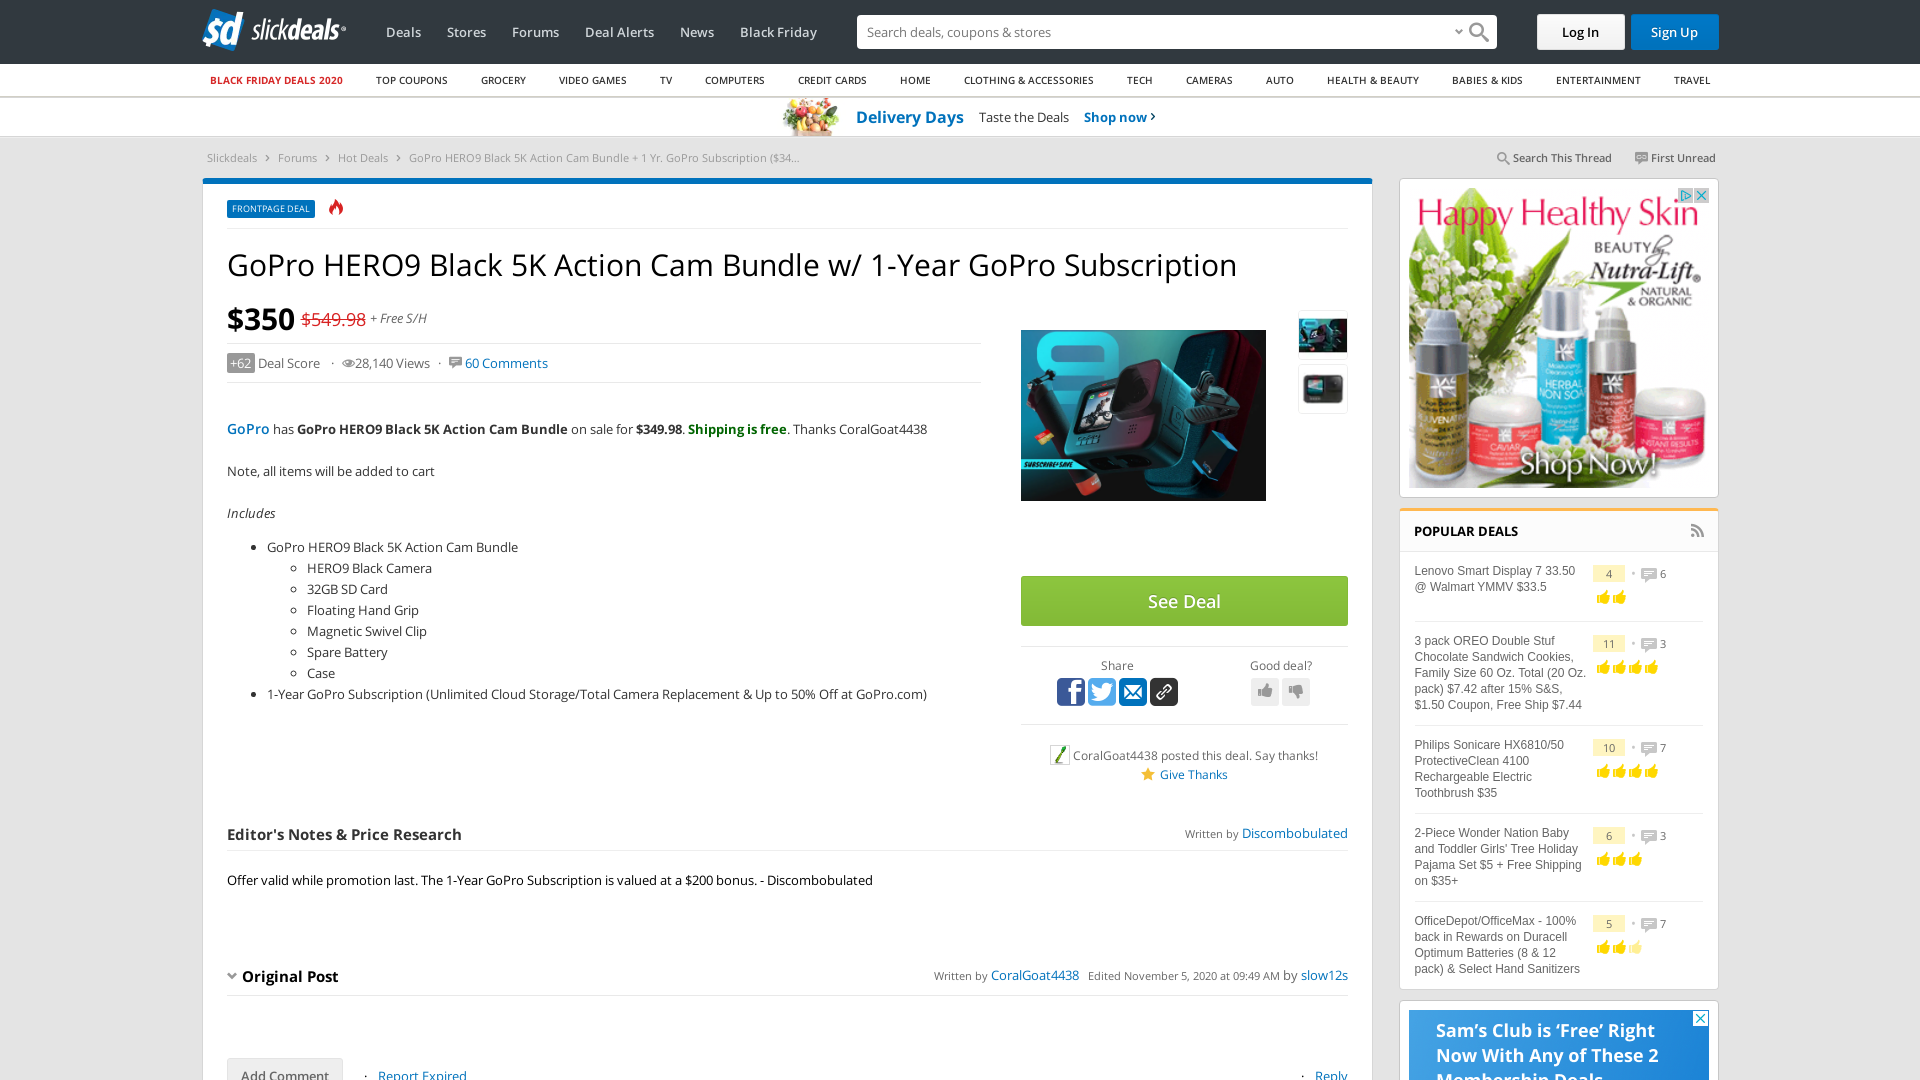 sd slickdeals
Deals
Stores
Forums
Deal Alerts
News
Black Friday
Search deals, coupons & stores
Log In
Sign Up
BLACK FRIDAY DEALS 2020
TOP COUPONS
GROCERY
VIDEO GAMES
TV
COMPUTERS
CREDIT CARDS
HOME
CLOTHING & ACCESSORIES
TECH
CAMERAS
AUTO
HEALTH & BEAUTY
BABIES & KIDS
ENTERTAINMENT
TRAVEL
Delivery Days Taste the Deals Shop now
Slickdeals › Forums › Hot Deals › GoPro HERO9 Black 5K Action Cam Bundle + 1 Yr. GoPro Subscription ($34...
Search This Thread
First Unread
FRONTPAGE DEAL
GoPro HERO9 Black 5K Action Cam Bundle w/ 1-Year GoPro Subscription
$350 $549.98 + Free S/H
+62 Deal Score · 28,140 Views · 60 Comments
GoPro has GoPro HERO9 Black 5K Action Cam Bundle on sale for $349.98. Shipping is free. Thanks CoralGoat4438
Note, all items will be added to cart
Includes
• GoPro HERO9 Black 5K Action Cam Bundle
HERO9 Black Camera
32GB SD Card
Floating Hand Grip
Magnetic Swivel Clip
Spare Battery
Case
• 1-Year GoPro Subscription (Unlimited Cloud Storage/Total Camera Replacement & Up to 50% Off at GoPro.com)
SUBSCRIBE+SAVE
See Deal
Share
Good deal?
CoralGoat4438 posted this deal. Say thanks!
Give Thanks
Editor's Notes & Price Research
Written by Discombobulated
Offer valid while promotion last. The 1-Year GoPro Subscription is valued at a $200 bonus. - Discombobulated
Original Post
Written by CoralGoat4438 Edited November 5, 2020 at 09:49 AM by slow12s
Add Comment · Report Expired
· Reply
Happy Healthy Skin
BEAUTY by
Nutra-Lift®
NATURAL
& ORGANIC
HERBAL
NON SOAP
CAVIAR
Shop Now!
POPULAR DEALS
Lenovo Smart Display 7 33.50
@ Walmart YMMV $33.5
4 • 6
3 pack OREO Double Stuf
Chocolate Sandwich Cookies,
Family Size 60 Oz. Total (20 Oz.
pack) $7.42 after 15% S&S,
$1.50 Coupon, Free Ship $7.44
11 • 3
Philips Sonicare HX6810/50
ProtectiveClean 4100
Rechargeable Electric
Toothbrush $35
10 • 7
2-Piece Wonder Nation Baby
and Toddler Girls' Tree Holiday
Pajama Set $5 + Free Shipping
on $35+
6 • 3
OfficeDepot/OfficeMax - 100%
back in Rewards on Duracell
Optimum Batteries (8 & 12
pack) & Select Hand Sanitizers
5 • 7
Sam's Club is ‘Free’ Right
Now With Any of These 2
Membership Deals